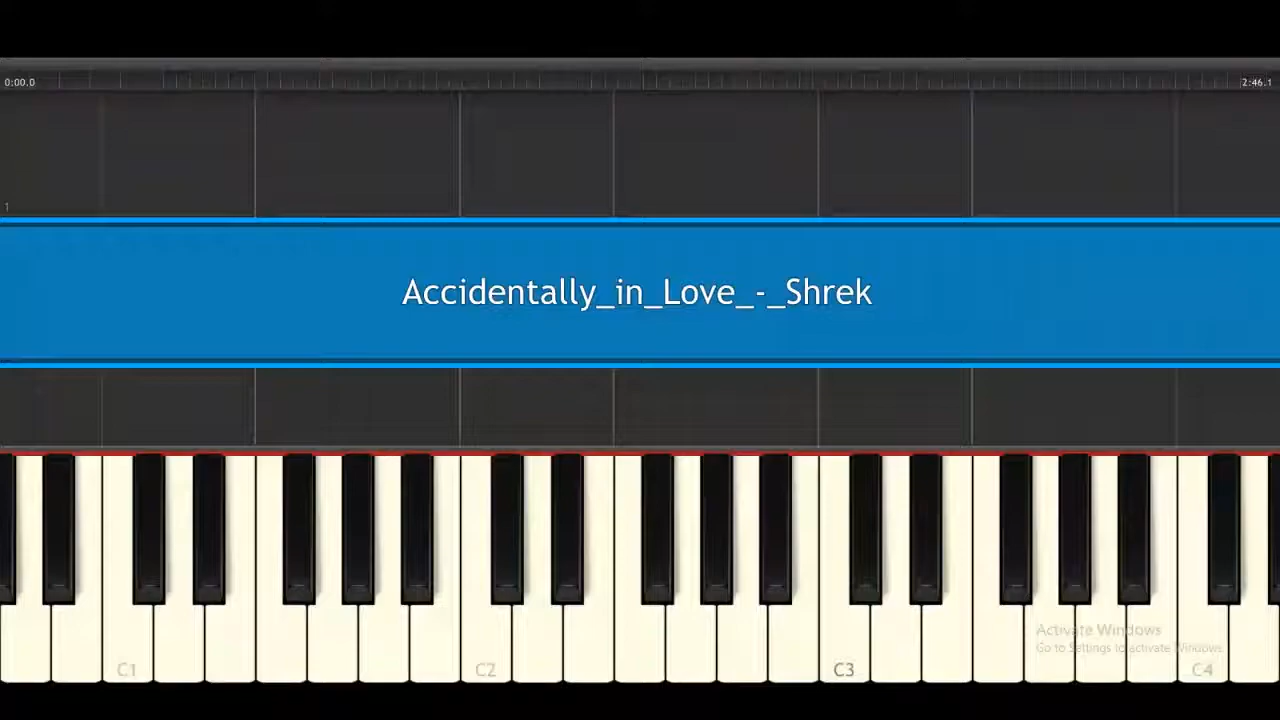 0:00.0
2:46.1
1
Accidentally_in_Love_-_Shrek
Activate Windows
Go to Settings to activate Windows.
C1
C2
C3
C4